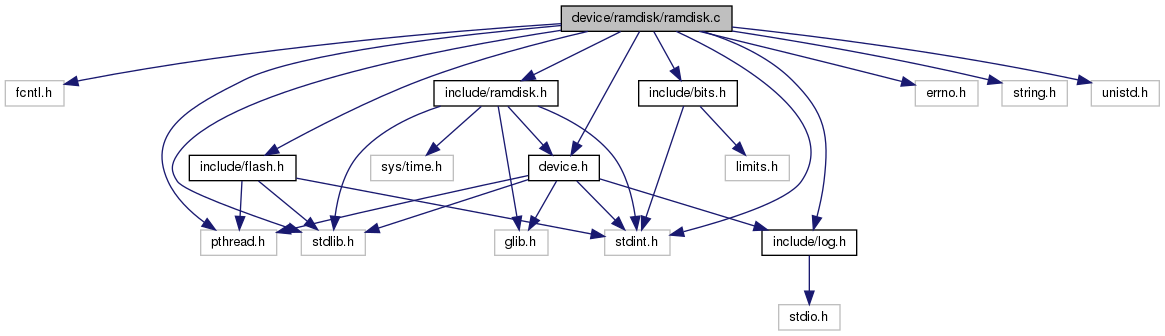 device/ramdisk/ramdisk.c
fcntl.h
include/ramdisk.h
include/bits.h
errno.h
string.h
unistd.h
include/flash.h
sys/time.h
device.h
limits.h
pthread.h
stdlib.h
glib.h
stdint.h
include/log.h
stdio.h